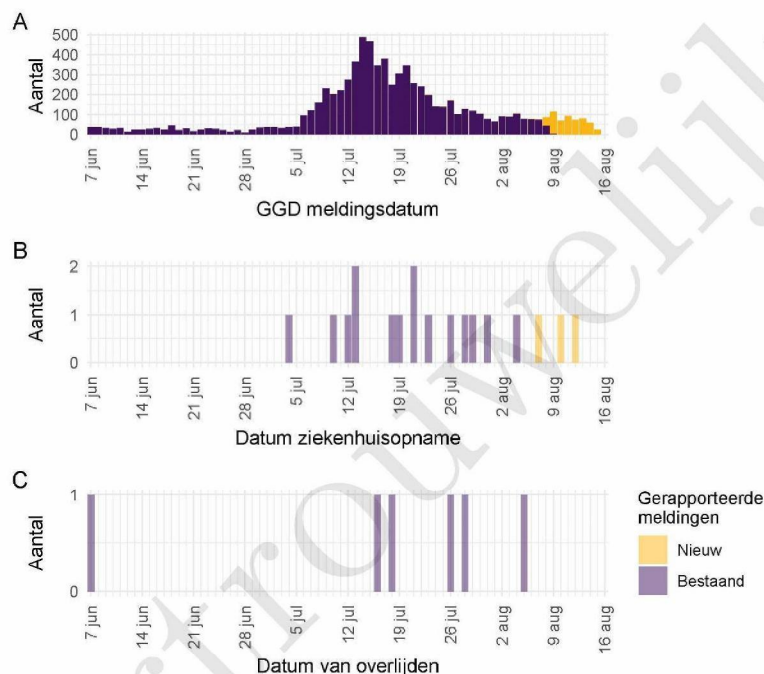 A
Aantal
500
400
300
200
100
0
7 jun
14 jun
21 jun
28 jun
5 jul
12 jul
19 jul
26 jul
2 aug
9 aug
16 aug
GGD meldingsdatum
B
Aantal
2
1
0
7 jun
14 jun
21 jun
28 jun
5 jul
12 jul
19 jul
26 jul
2 aug
9 aug
16 aug
Datum ziekenhuisopname
C
Aantal
1
0
7 jun
14 jun
21 jun
28 jun
5 jul
12 jul
19 jul
26 jul
2 aug
9 aug
16 aug
Datum van overlijden
Gerapporteerde
meldingen
Nieuw
Bestaand
rtrouwelijk